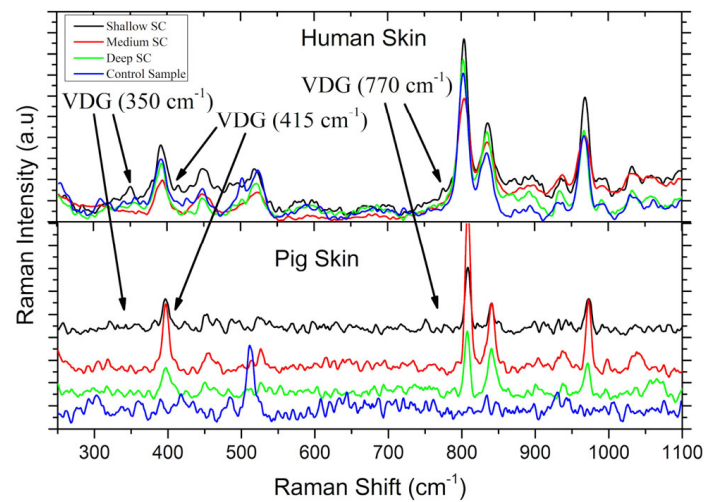 Shallow SC
Medium SC
Deep SC
Control Sample
Human Skin
VDG (350 cm⁻¹)
VDG (770 cm⁻¹)
VDG (415 cm⁻¹)
Raman Intensity (a.u)
Pig Skin
300 400 500 600 700 800 900 1000 1100
Raman Shift (cm⁻¹)